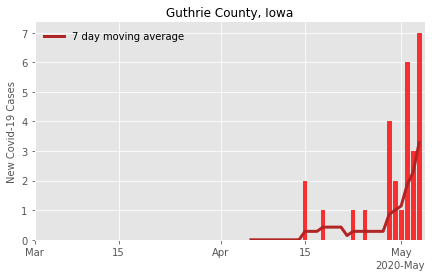 Guthrie County, Iowa
7 day moving average
New Covid-19 Cases
7
6
5
4
3
2
1
0
Mar 15 Apr 15 May
2020-May